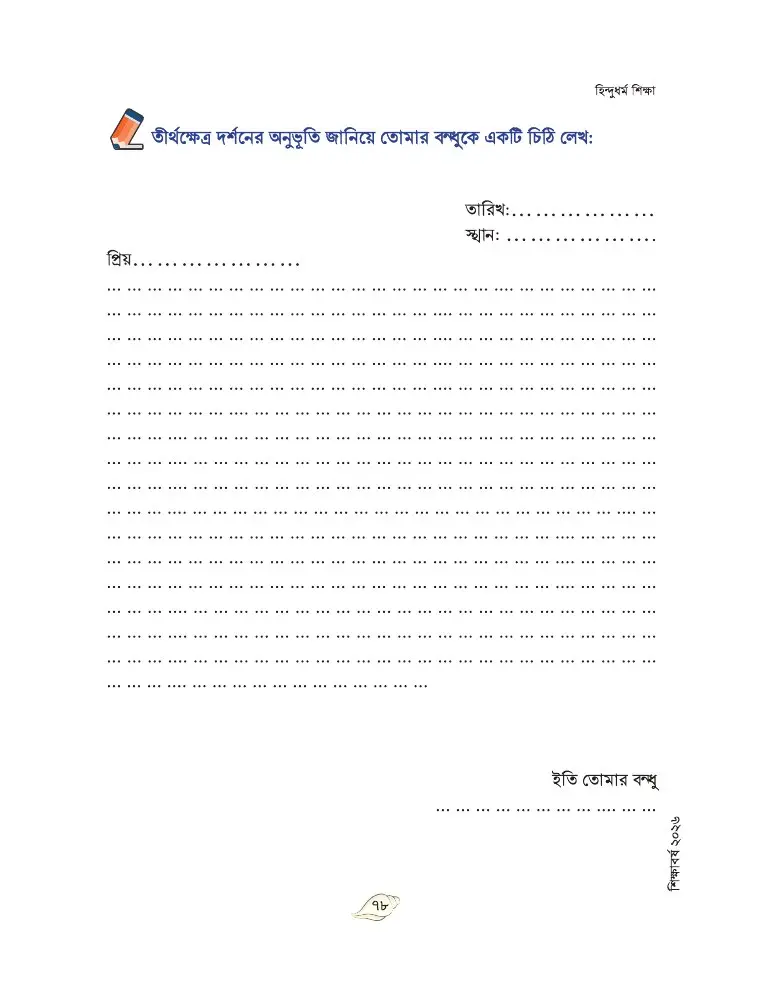 হিন্দুধর্ম শিক্ষা
তীর্থক্ষেত্র দর্শনের অনুভূতি জানিয়ে তোমার বন্ধুকে একটি চিঠি লেখ:
তারিখ:… … … … … …
স্থান: … … … … … ….
প্রিয়… … … … … … …
… … … … … … … … … … … … … … … … … … … …. … … … … … … …
… … … … … … … … … … … … … … … … …. … … … … … … … … … …
… … … … … … … … … … … … … … … … …. … … … … … … … … … …
… … … … … … … … … … … … … … … … …. … … … … … … … … … …
… … … … … … … … … … … … … … … … …. … … … … … … … … … …
… … … … … … …. … … … … … … … … … … … … … … … … … … … …
… … … …. … … … … … … … … … … … … … … … … … … … … … … …
… … … …. … … … … … … … … … … … … … … … … … … … … … … …
… … … …. … … … … … … … … … … … … … … … … … …. … … … …
… … … …. … … … … … … … … … … … … … … … … … … … … …. …
… … … … … … … … … … … … … … … … … … … … … … …. … … … …
… … … … … … … … … … … … … … … … … … … … … … …. … … … …
… … … … … … … … … … … … … … … … … … … … … … …. … … … …
… … … …. … … … … … … … … … … … … … … … … … …. … … … …
… … … …. … … … … … … … … … … … … … … … … … …. … … … …
… … … …. … … … … … … … … … … … … … … … … … … … … … … …
… … … …. … … … … … … … … … … …
ইতি তোমার বন্ধু
… … … … … … … … …. … …
শিক্ষাবর্ষ ২০২৬
৭৮